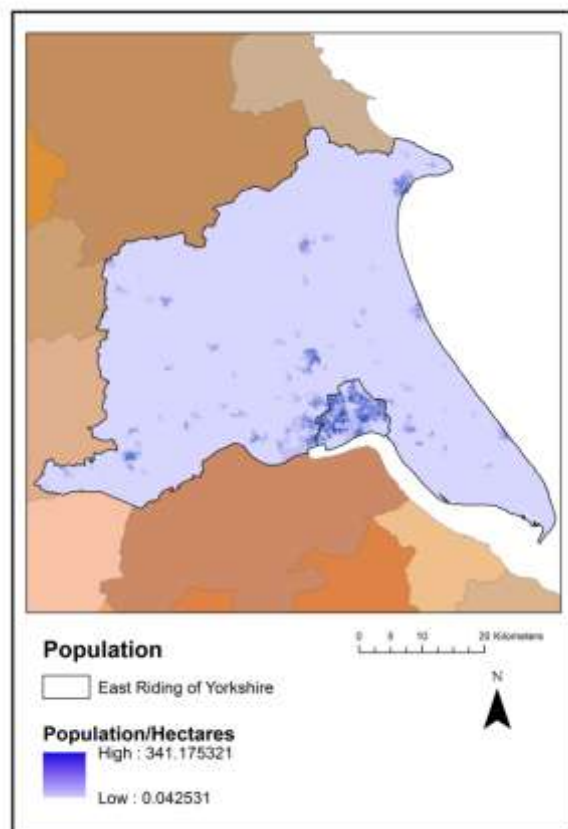 Population
0 5 10 20 Kilometers
East Riding of Yorkshire
N
Population/Hectares
High : 341.175321
Low : 0.042531